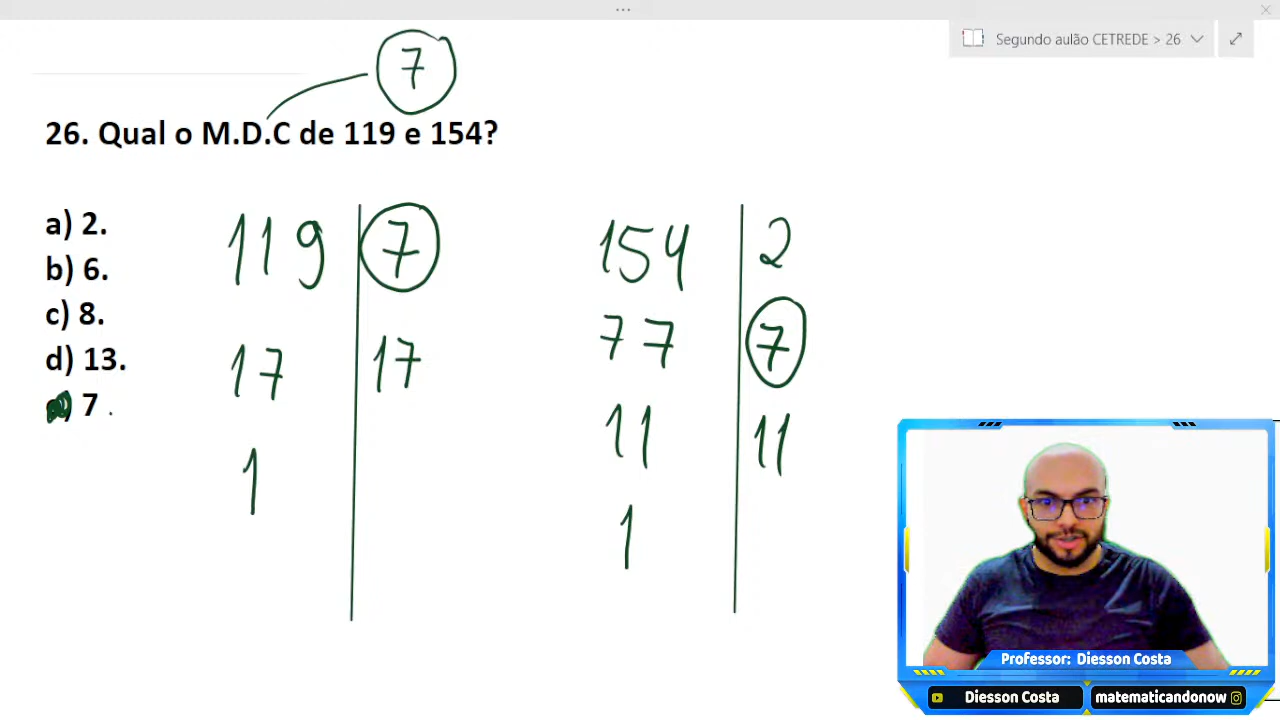 Segundo aulão CETREDE > 26
7
26. Qual o M.D.C de 119 e 154?
a) 2.
b) 6.
c) 8.
d) 13.
) 7.
119 7
17 17
1
154 2
77 7
11 11
1
Professor: Diesson Costa
Diesson Costa
matematicandonow